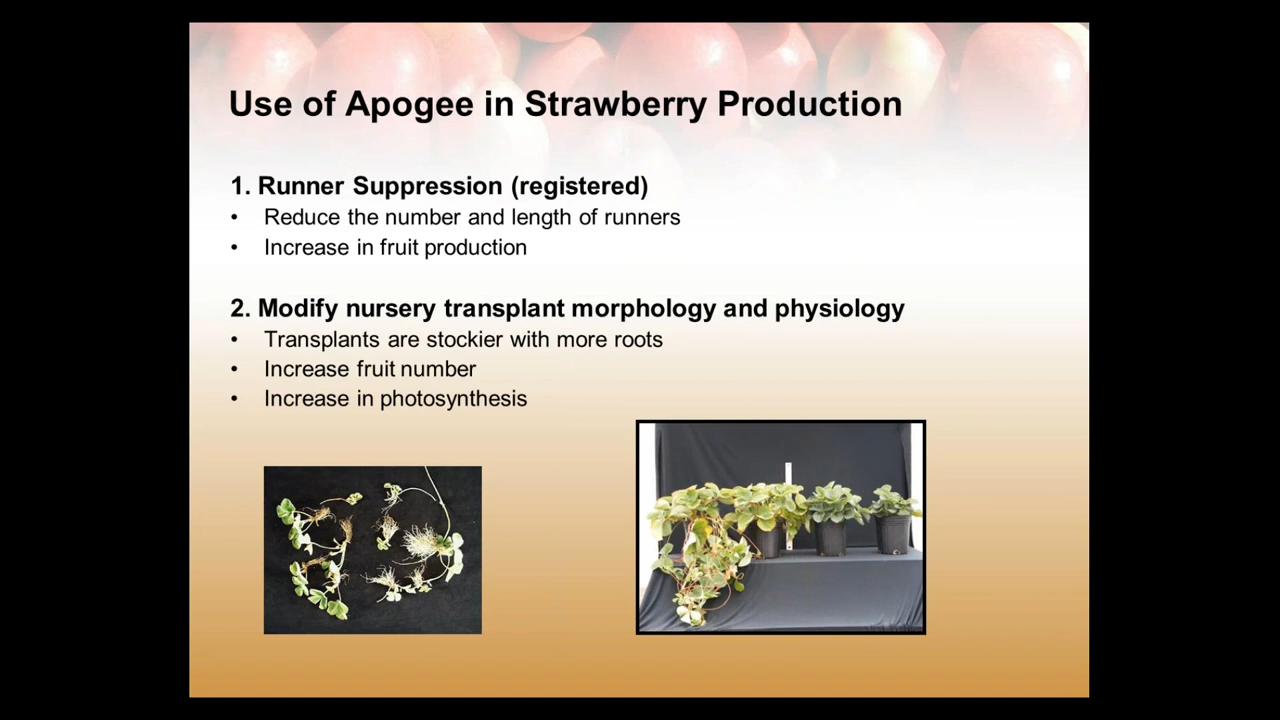 Use of Apogee in Strawberry Production
1. Runner Suppression (registered)
• Reduce the number and length of runners
• Increase in fruit production
2. Modify nursery transplant morphology and physiology
• Transplants are stockier with more roots
• Increase fruit number
• Increase in photosynthesis